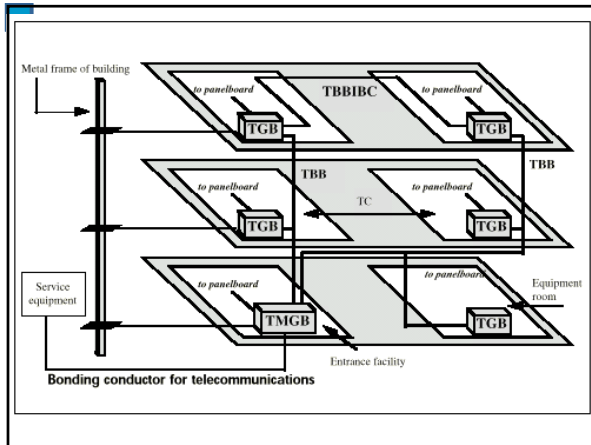 Metal frame of building
to panelboard
TBBIBC
to panelboard
TGB
TGB
TBB
TBB
to panelboard
TC
to panelboard
TGB
TGB
to panelboard
to panelboard
Service
equipment
Equipment
room
TMGB
TGB
Entrance facility
Bonding conductor for telecommunications